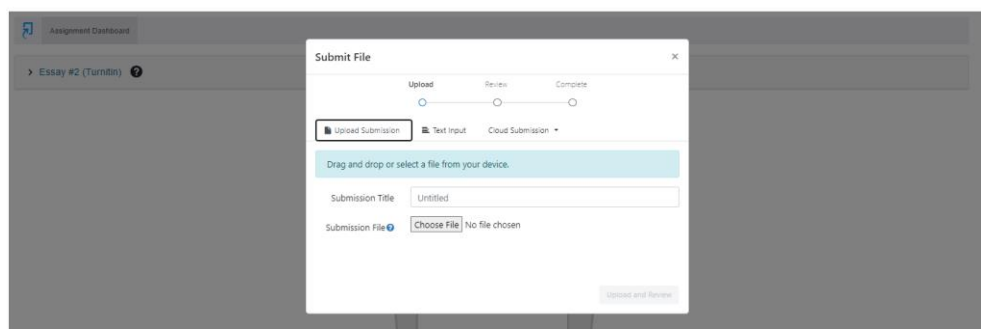 Assignment Dashboard
Essay #2 (Turnitin) ?
Submit File ×
Upload Review Complete
Upload Submission Text Input Cloud Submission
Drag and drop or select a file from your device.
Submission Title Untitled
Submission File ? Choose File No file chosen
Upload and Review